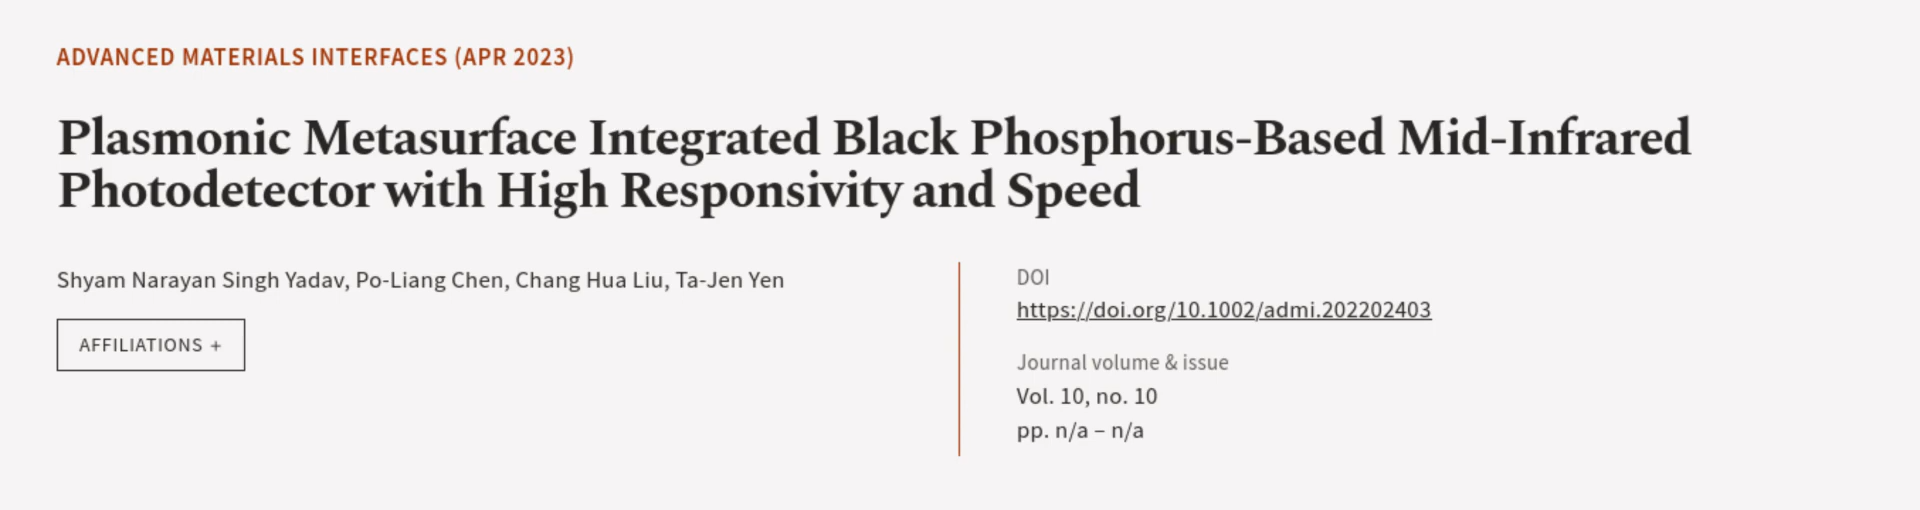 ADVANCED MATERIALS INTERFACES (APR 2023)
Plasmonic Metasurface Integrated Black Phosphorus-Based Mid-Infrared
Photodetector with High Responsivity and Speed
Shyam Narayan Singh Yadav, Po-Liang Chen, Chang Hua Liu, Ta-Jen Yen
AFFILIATIONS +
DOI
https://doi.org/10.1002/admi.202202403
Journal volume & issue
Vol. 10, no. 10
pp. n/a – n/a